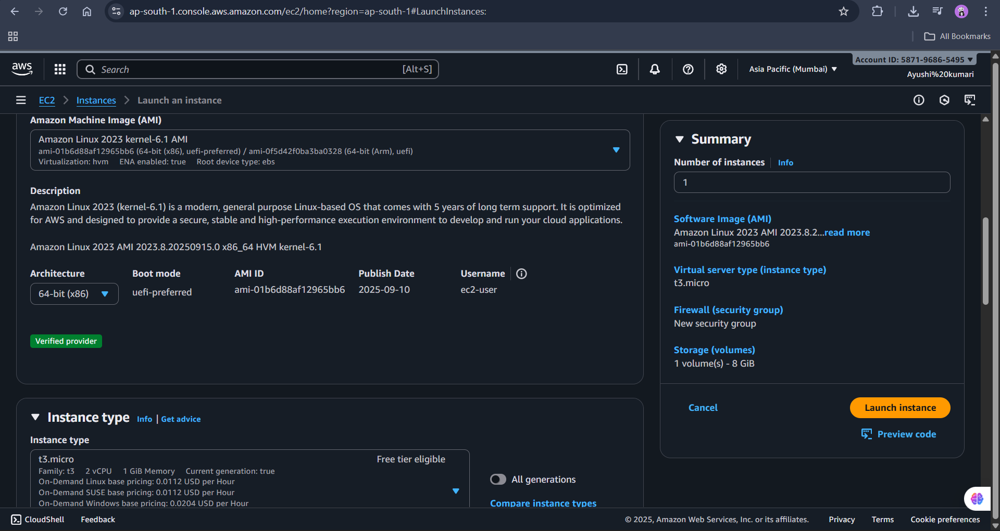 ap-south-1.console.aws.amazon.com/ec2/home?region=ap-south-1#LaunchInstances:
All Bookmarks
aws
Search [Alt+S]
Asia Pacific (Mumbai)
Account ID: 5871-9686-5495
Ayushi%20kumari
EC2 Instances Launch an instance
Amazon Machine Image (AMI)
Amazon Linux 2023 kernel-6.1 AMI
ami-01b6d88af12965bb6 (64-bit (x86), uefi-preferred) / ami-0f5d42f0ba3ba0328 (64-bit (Arm), uefi)
Virtualization: hvm ENA enabled: true Root device type: ebs
Description
Amazon Linux 2023 (kernel-6.1) is a modern, general purpose Linux-based OS that comes with 5 years of long term support. It is optimized
for AWS and designed to provide a secure, stable and high-performance execution environment to develop and run your cloud applications.
Amazon Linux 2023 AMI 2023.8.20250915.0 x86_64 HVM kernel-6.1
Architecture Boot mode AMI ID Publish Date Username
64-bit (x86) uefi-preferred ami-01b6d88af12965bb6 2025-09-10 ec2-user
Verified provider
Instance type Info | Get advice
Instance type
t3.micro Free tier eligible
Family: t3 2 vCPU 1 GiB Memory Current generation: true
On-Demand Linux base pricing: 0.0112 USD per Hour
On-Demand SUSE base pricing: 0.0112 USD per Hour
On-Demand Windows base pricing: 0.0204 USD per Hour
All generations
Compare instance types
Summary
Number of instances Info
1
Software Image (AMI)
Amazon Linux 2023 AMI 2023.8.2...read more
ami-01b6d88af12965bb6
Virtual server type (instance type)
t3.micro
Firewall (security group)
New security group
Storage (volumes)
1 volume(s) - 8 GiB
Cancel Launch instance
Preview code
CloudShell Feedback © 2025, Amazon Web Services, Inc. or its affiliates. Privacy Terms Cookie preferences